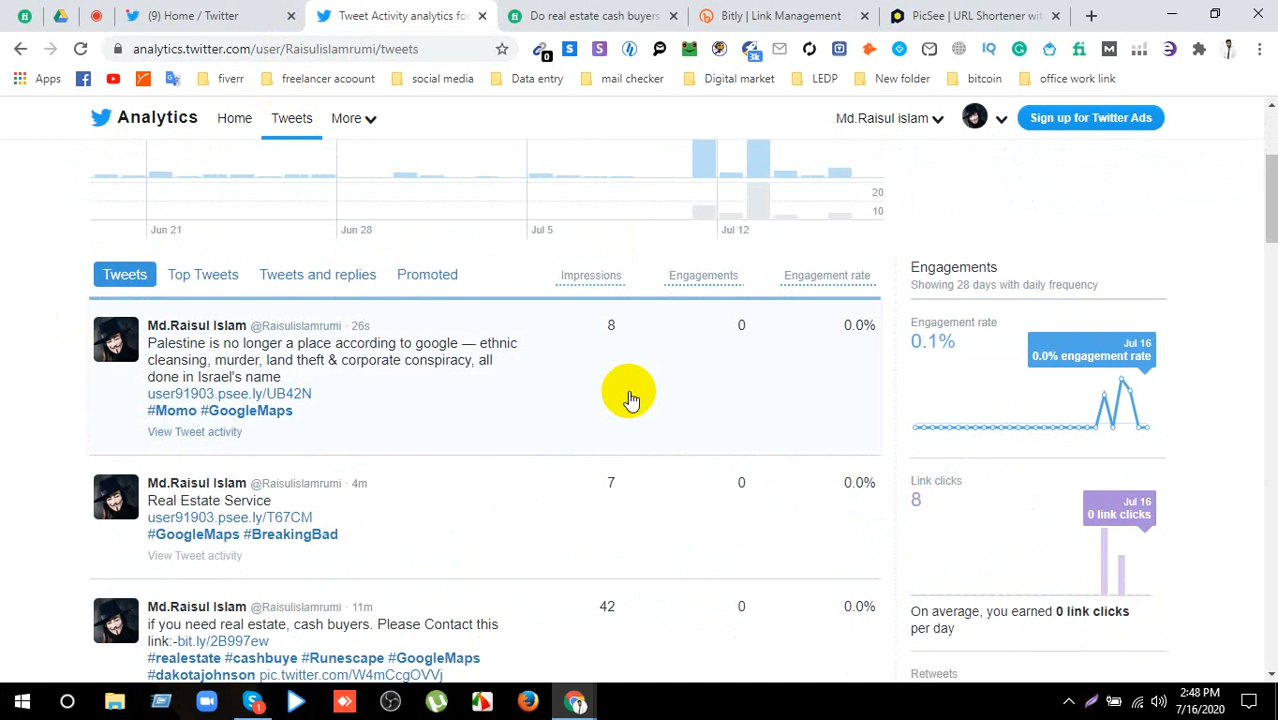 (9) Home / Twitter
Tweet Activity analytics for
Do real estate cash buyers
Bitly | Link Management
PicSee | URL Shortener wit
analytics.twitter.com/user/Raisulislamrumi/tweets
0
3k
Apps
fiverr
freelancer acoount
social media
Data entry
mail checker
Digital market
LEDP
New folder
bitcoin
office work link
Analytics
Home
Tweets
More
Md.Raisul islam
Sign up for Twitter Ads
20
10
Jun 21
Jun 28
Jul 5
Jul 12
Tweets
Top Tweets
Tweets and replies
Promoted
Impressions
Engagements
Engagement rate
Md.Raisul Islam @Raisulislamrumi · 26s
8
0
0.0%
Palestine is no longer a place according to google — ethnic
cleansing, murder, land theft & corporate conspiracy, all
done in Israel's name
user91903.psee.ly/UB42N
#Momo #GoogleMaps
View Tweet activity
Md.Raisul Islam @Raisulislamrumi · 4m
7
0
0.0%
Real Estate Service
user91903.psee.ly/T67CM
#GoogleMaps #BreakingBad
View Tweet activity
Md.Raisul Islam @Raisulislamrumi · 11m
42
0
0.0%
if you need real estate, cash buyers. Please Contact this
link:-bit.ly/2B997ew
#realestate #cashbuye #Runescape #GoogleMaps
#dakotajohnson pic.twitter.com/W4mCcgOVVj
Engagements
Showing 28 days with daily frequency
Engagement rate
0.1%
Jul 16
0.0% engagement rate
Link clicks
8
Jul 16
0 link clicks
On average, you earned 0 link clicks
per day
Retweets
2:48 PM
7/16/2020